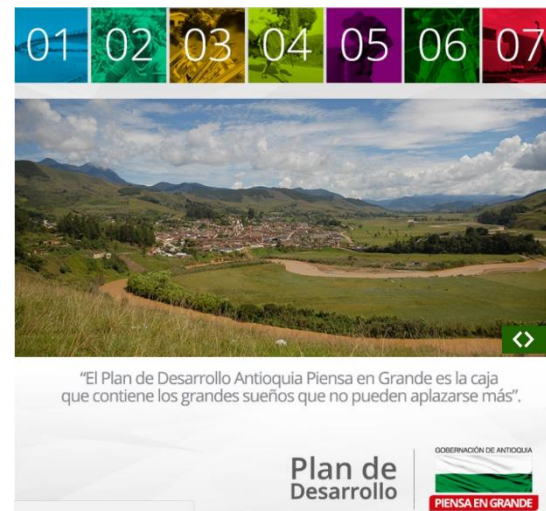 01 02 03 04 05 06 07
“El Plan de Desarrollo Antioquia Piensa en Grande es la caja
que contiene los grandes sueños que no pueden aplazarse más”.
Plan de
Desarrollo
GOBERNACIÓN DE ANTIOQUIA
PIENSA EN GRANDE